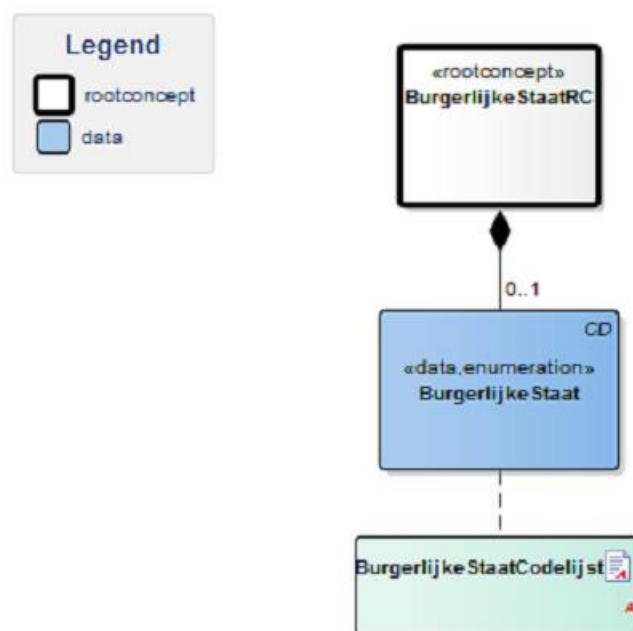 Legend
rootconcept
data
«rootconcept»
BurgerlijkeStaatRC
0..1
CD
«data,enumeration»
BurgerlijkeStaat
BurgerlijkeStaatCodelijst